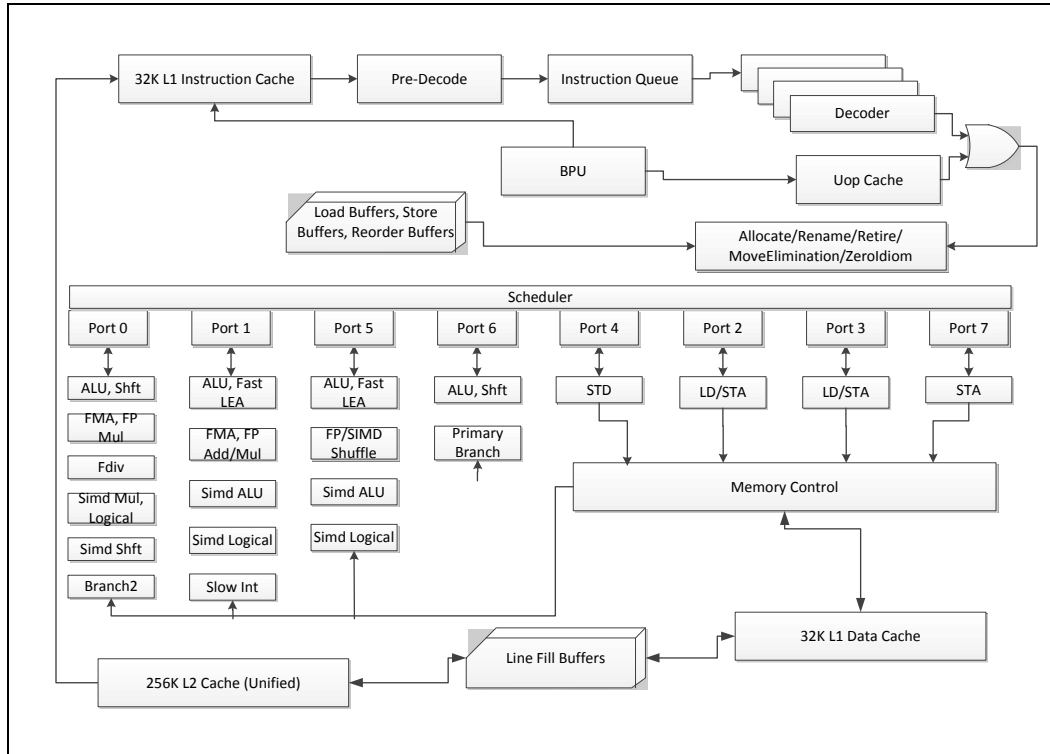 32K L1 Instruction Cache
Pre-Decode
Instruction Queue
Decoder
BPU
Uop Cache
Load Buffers, Store
Buffers, Reorder Buffers
Allocate/Rename/Retire/
MoveElimination/ZeroIdiom
Scheduler
Port 0
Port 1
Port 5
Port 6
Port 4
Port 2
Port 3
Port 7
ALU, Shft
ALU, Fast
LEA
ALU, Fast
LEA
ALU, Shft
STD
LD/STA
LD/STA
STA
FMA, FP
Mul
FMA, FP
Add/Mul
FP/SIMD
Shuffle
Primary
Branch
Fdiv
Simd ALU
Simd ALU
Memory Control
Simd Mul,
Logical
Simd Logical
Simd Logical
Simd Shft
Branch2
Slow Int
32K L1 Data Cache
Line Fill Buffers
256K L2 Cache (Unified)